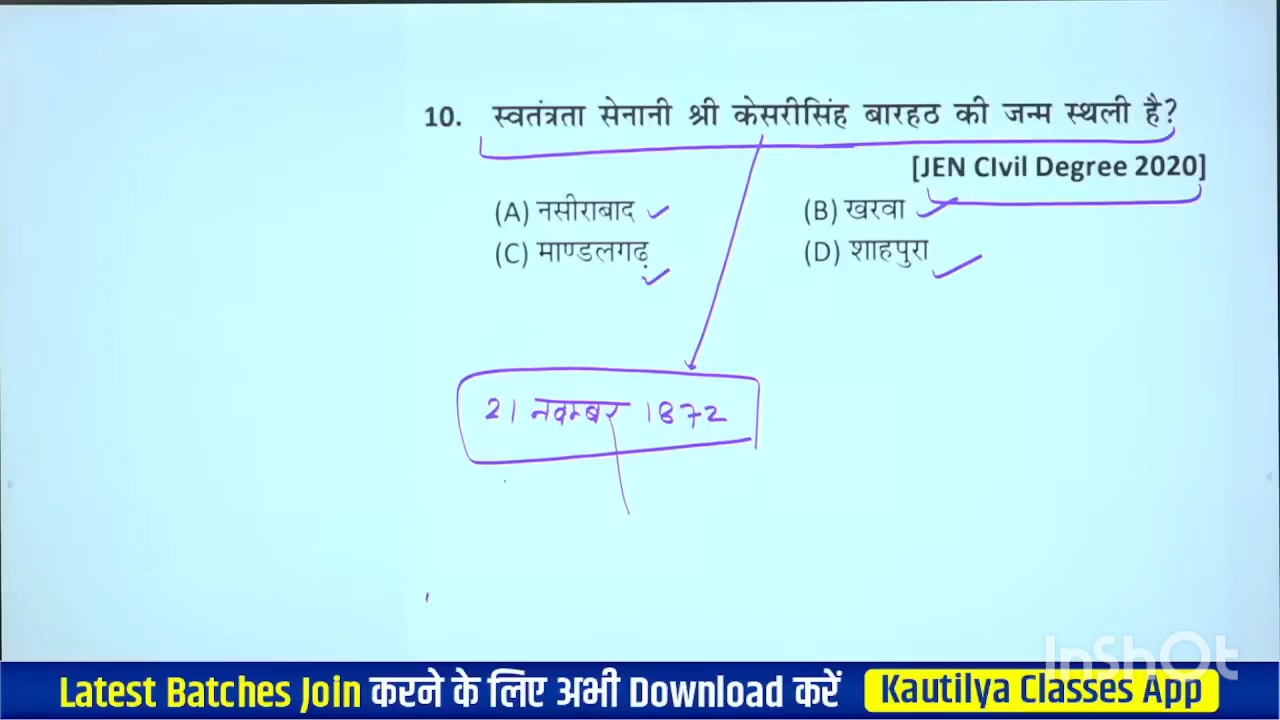 10. स्वतंत्रता सेनानी श्री केसरीसिंह बारहठ की जन्म स्थली है?
[JEN CIvil Degree 2020]
(A) नसीराबाद (B) खरवा
(C) माण्डलगढ़ (D) शाहपुरा
21 नवम्बर 1872
InShOt
Latest Batches Join करने के लिए अभी Download करें Kautilya Classes App